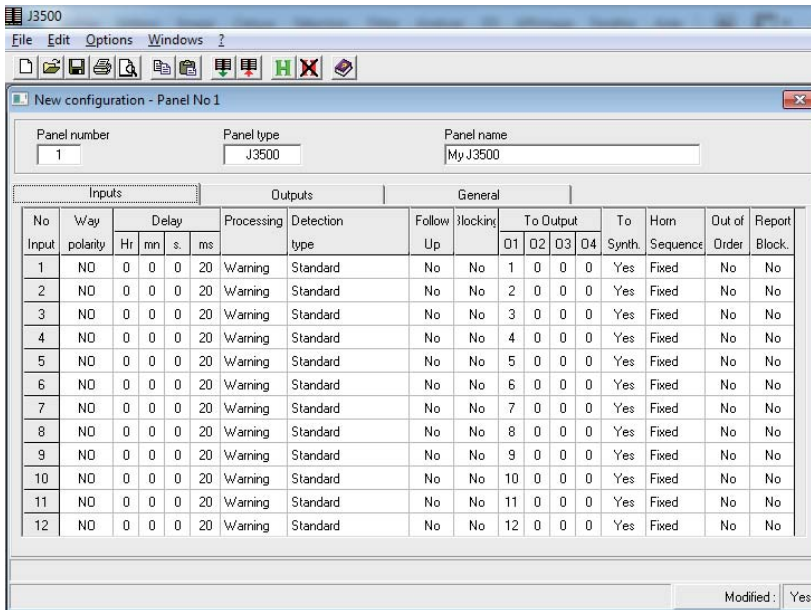 J3500
File Edit Options Windows ?
New configuration - Panel No 1
Panel number Panel type Panel name
1 J3500 My J3500
Inputs Outputs General
No Way Delay Processing Detection Follow Blocking To Output To Horn Out of Report
Input polarity Hr mn s. ms type Up O1 O2 O3 O4 Synth. Sequence Order Block.
1 NO 0 0 0 20 Warning Standard No No 1 0 0 0 Yes Fixed No No
2 NO 0 0 0 20 Warning Standard No No 2 0 0 0 Yes Fixed No No
3 NO 0 0 0 20 Warning Standard No No 3 0 0 0 Yes Fixed No No
4 NO 0 0 0 20 Warning Standard No No 4 0 0 0 Yes Fixed No No
5 NO 0 0 0 20 Warning Standard No No 5 0 0 0 Yes Fixed No No
6 NO 0 0 0 20 Warning Standard No No 6 0 0 0 Yes Fixed No No
7 NO 0 0 0 20 Warning Standard No No 7 0 0 0 Yes Fixed No No
8 NO 0 0 0 20 Warning Standard No No 8 0 0 0 Yes Fixed No No
9 NO 0 0 0 20 Warning Standard No No 9 0 0 0 Yes Fixed No No
10 NO 0 0 0 20 Warning Standard No No 10 0 0 0 Yes Fixed No No
11 NO 0 0 0 20 Warning Standard No No 11 0 0 0 Yes Fixed No No
12 NO 0 0 0 20 Warning Standard No No 12 0 0 0 Yes Fixed No No
Modified : Yes